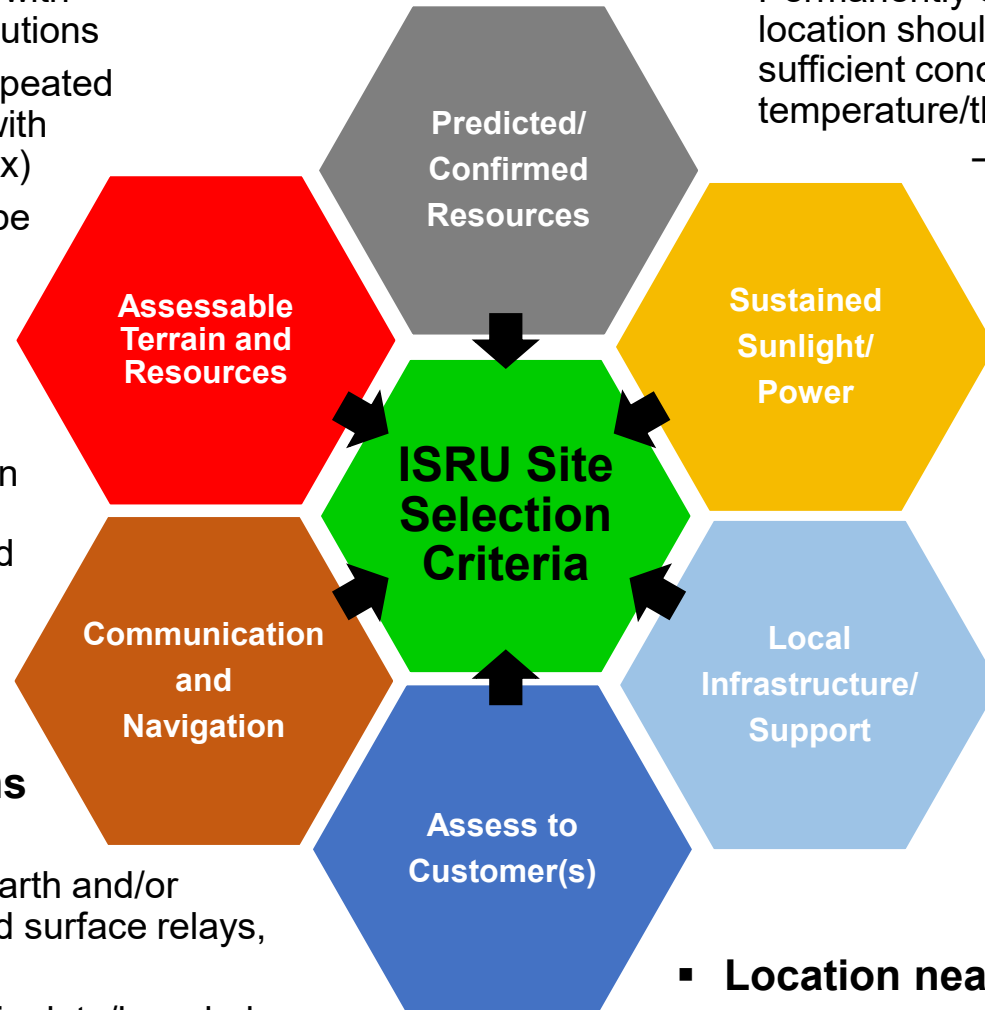 with
utions
peated
with
x)
be
n
d
ns
arth and/or
d surface relays,
location shoul
sufficient conc
temperature/th
–
Predicted/
Confirmed
Resources
Assessable
Terrain and
Resources
Sustained
Sunlight/
Power
ISRU Site
Selection
Criteria
Communication
and
Navigation
Local
Infrastructure/
Support
Assess to
Customer(s)
▪ Location nea